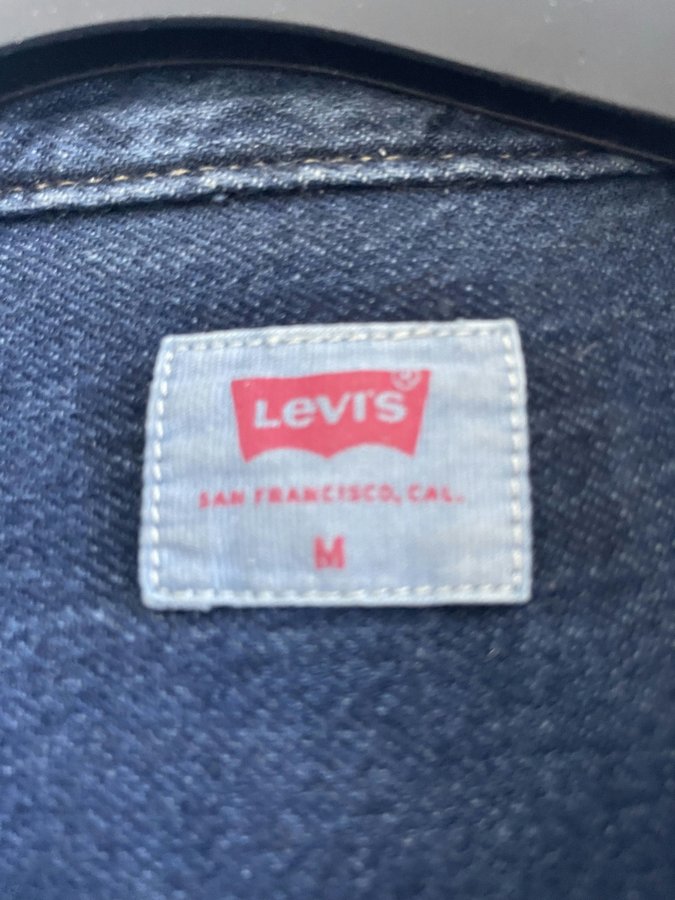 Levi's ®
SAN FRANCISCO, CAL.
M